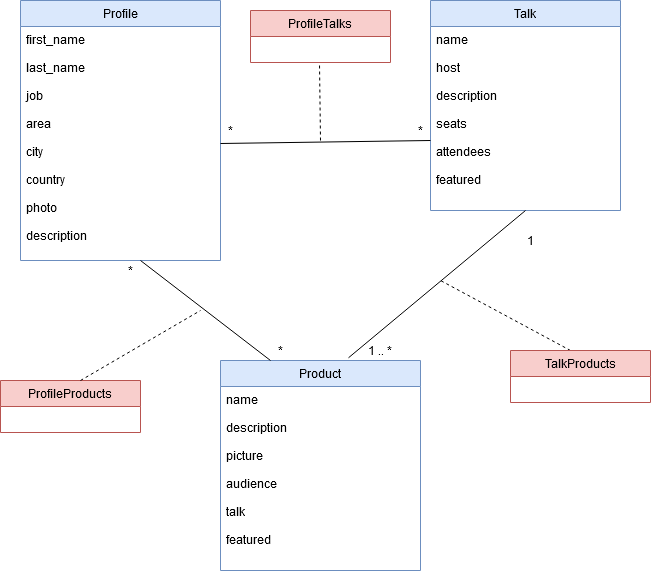 Profile
first_name
last_name
job
area
city
country
photo
description
ProfileTalks
Talk
name
host
description
seats
attendees
featured
*
*
*
*
1
1 .. *
ProfileProducts
TalkProducts
Product
name
description
picture
audience
talk
featured